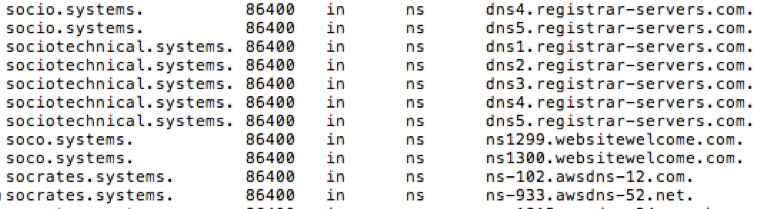 socio.systems. 86400 in ns dns4.registrar-servers.com.
socio.systems. 86400 in ns dns5.registrar-servers.com.
sociotechnical.systems. 86400 in ns dns1.registrar-servers.com.
sociotechnical.systems. 86400 in ns dns2.registrar-servers.com.
sociotechnical.systems. 86400 in ns dns3.registrar-servers.com.
sociotechnical.systems. 86400 in ns dns4.registrar-servers.com.
sociotechnical.systems. 86400 in ns dns5.registrar-servers.com.
soco.systems. 86400 in ns ns1299.websitewelcome.com.
soco.systems. 86400 in ns ns1300.websitewelcome.com.
socrates.systems. 86400 in ns ns-102.awsdns-12.com.
socrates.systems. 86400 in ns ns-933.awsdns-52.net.